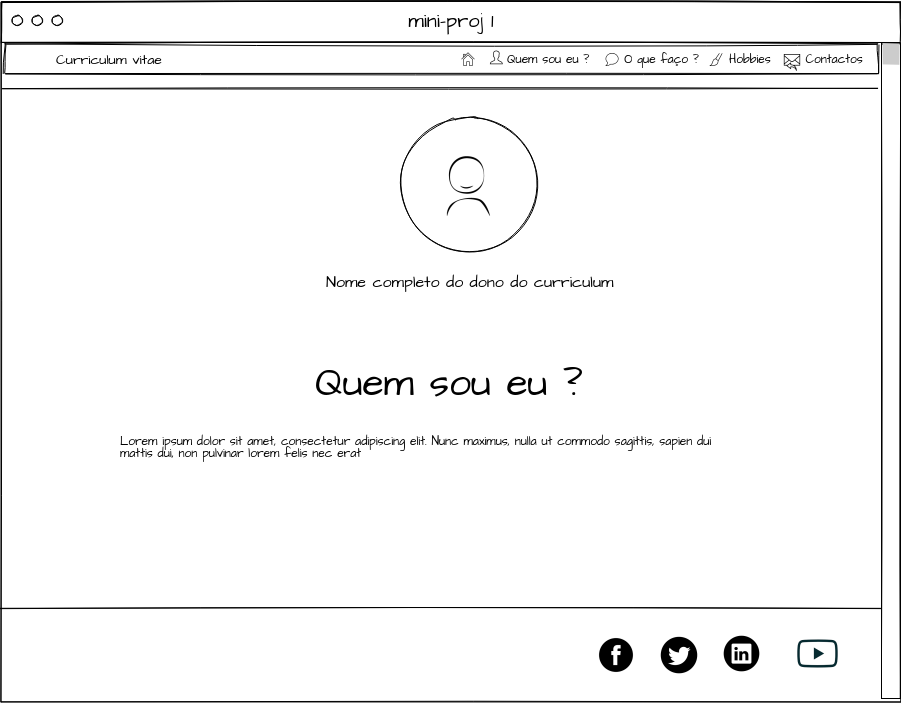 mini-proj 1
Curriculum vitae
Quem sou eu ? O que faço ? Hobbies Contactos
Nome completo do dono do curriculum
Quem sou eu ?
Lorem ipsum dolor sit amet, consectetur adipiscing elit. Nunc maximus, nulla ut commodo sagittis, sapien dui
mattis dui, non pulvinar lorem felis nec erat
f in